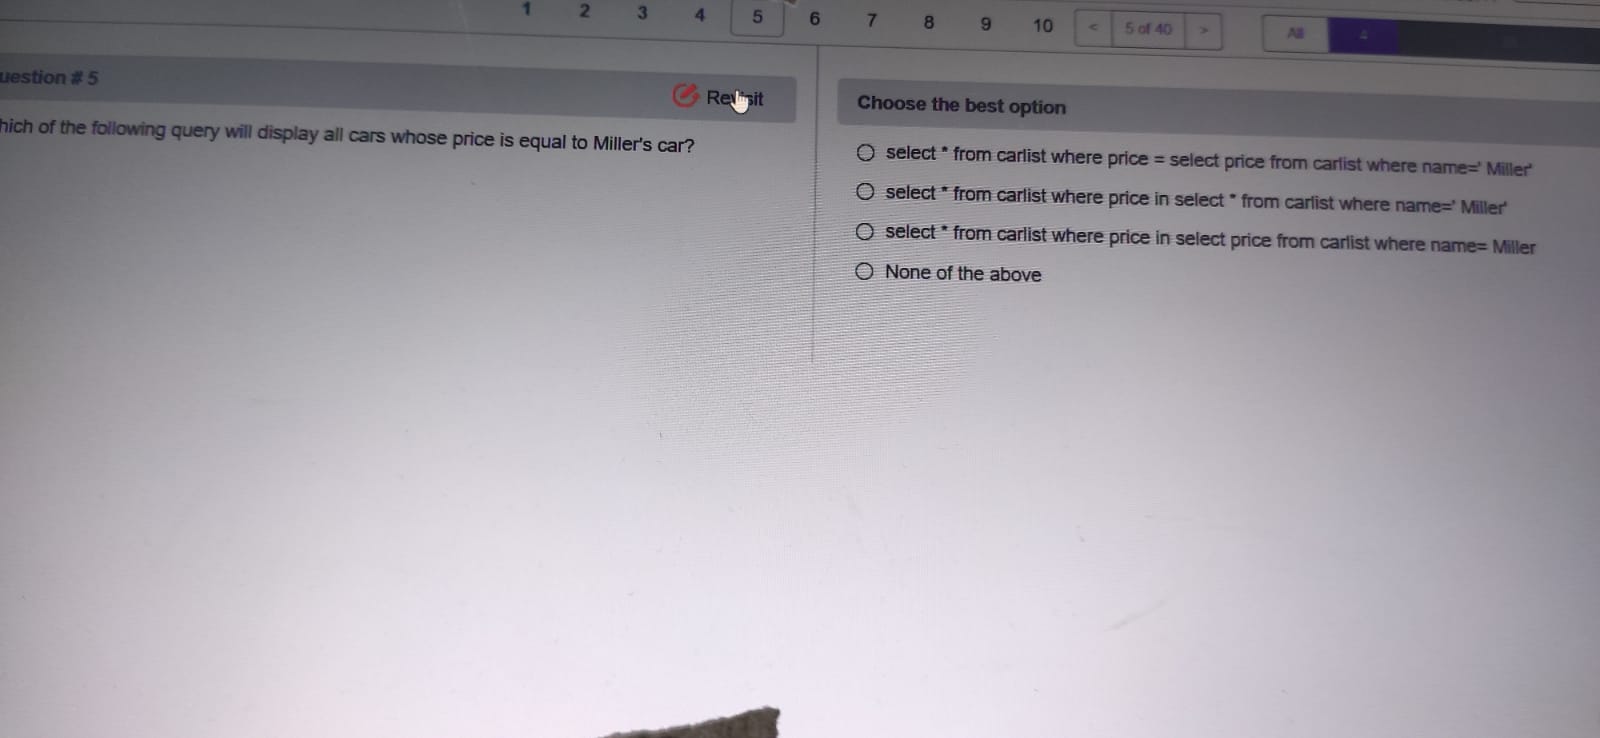 1 2 3 4 5 6 7 8 9 10 < 5 of 40 > All 4
uestion # 5
Revisit
hich of the following query will display all cars whose price is equal to Miller's car?
Choose the best option
select * from carlist where price = select price from carlist where name=' Miller'
select * from carlist where price in select * from carlist where name=' Miller'
select * from carlist where price in select price from carlist where name= Miller
None of the above